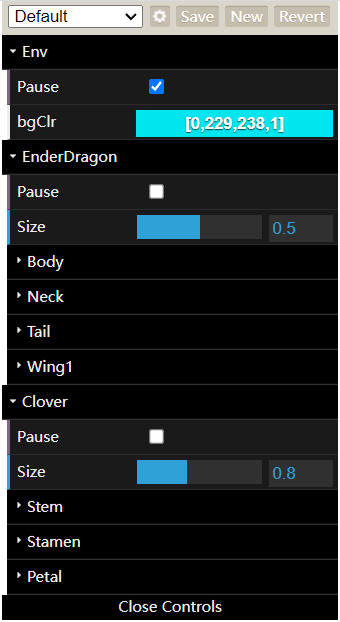 Default Save New Revert
Env
Pause
bgClr [0,229,238,1]
EnderDragon
Pause
Size 0.5
Body
Neck
Tail
Wing1
Clover
Pause
Size 0.8
Stem
Stamen
Petal
Close Controls